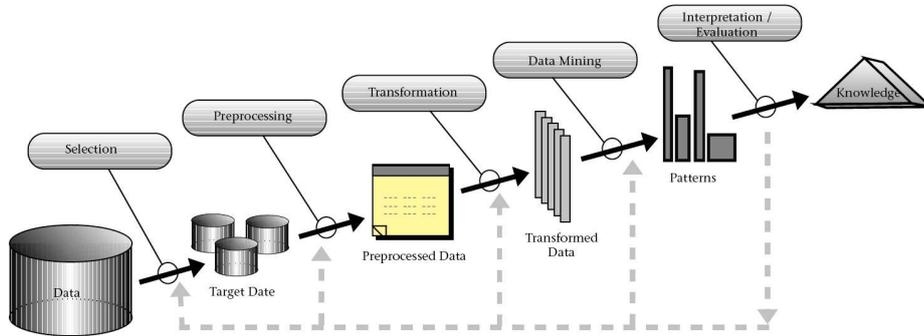 Interpretation /
Evaluation
Data Mining
Knowledge
Transformation
Preprocessing
Selection
Patterns
Transformed
Data
Preprocessed Data
Target Date
Data